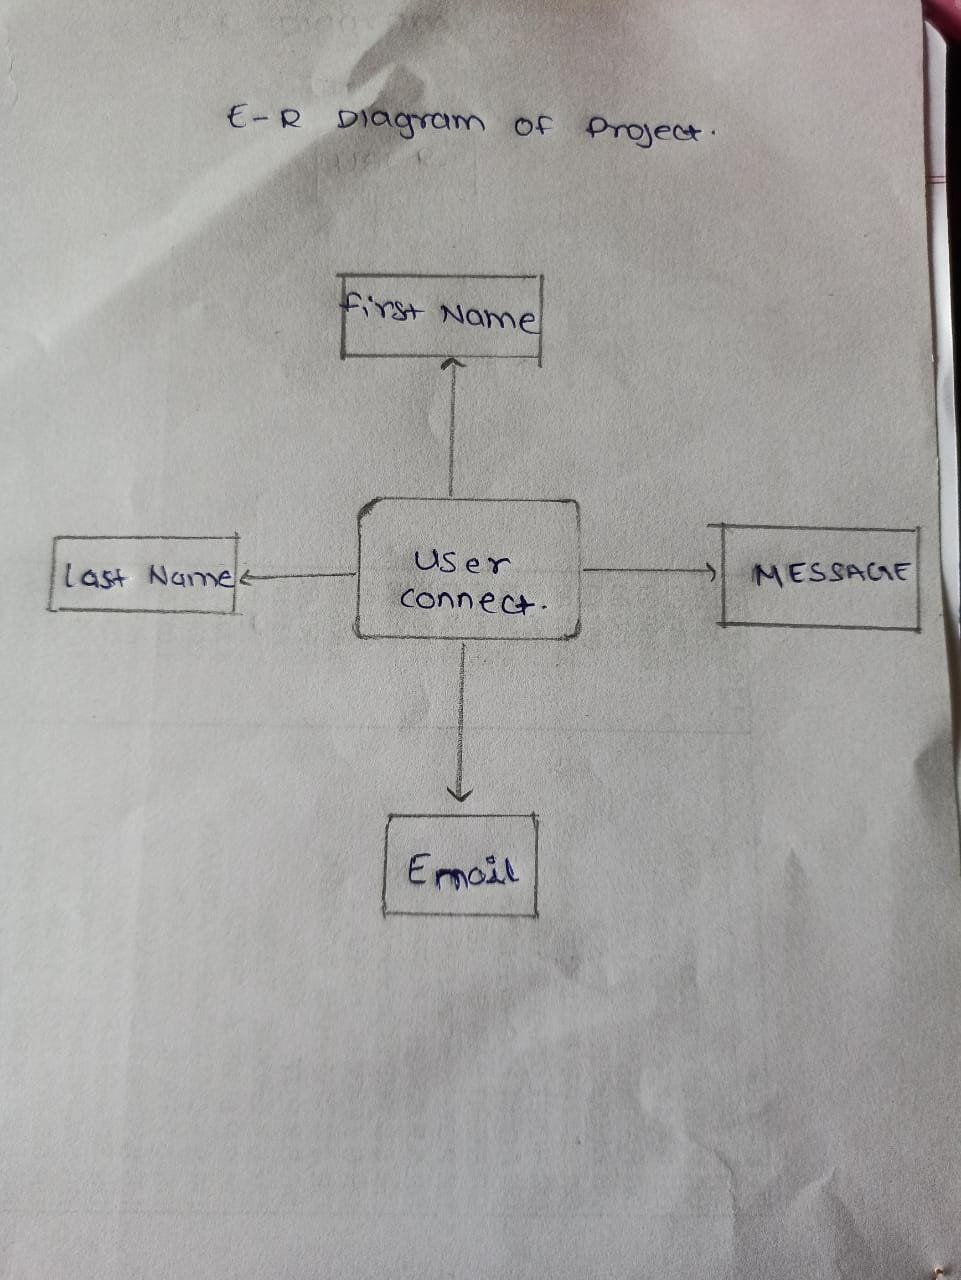 E-R Diagram of Project.
First Name
Last Name
User
connect.
MESSAGE
Email